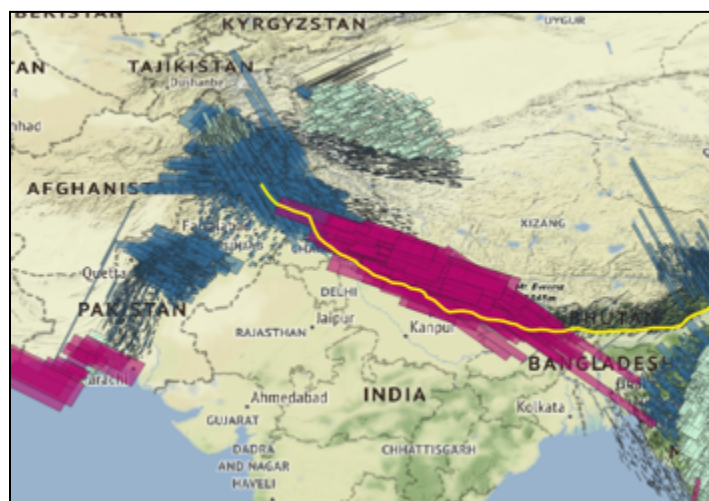 BEKISTAN
KYRGYZSTAN
UYGUR
TAJIKISTAN
Dushanbe
AFGHANIST
XIZANG
Quetta
DELHI
BHUTAN
PAKISTAN
Jaipur
RAJASTHAN
Kanpur
BANGLADESH
INDIA
Ahmedabad
Kolkata
GUJARAT
CHHATTISGARH
DADRA
AND NAGAR
HAVELI